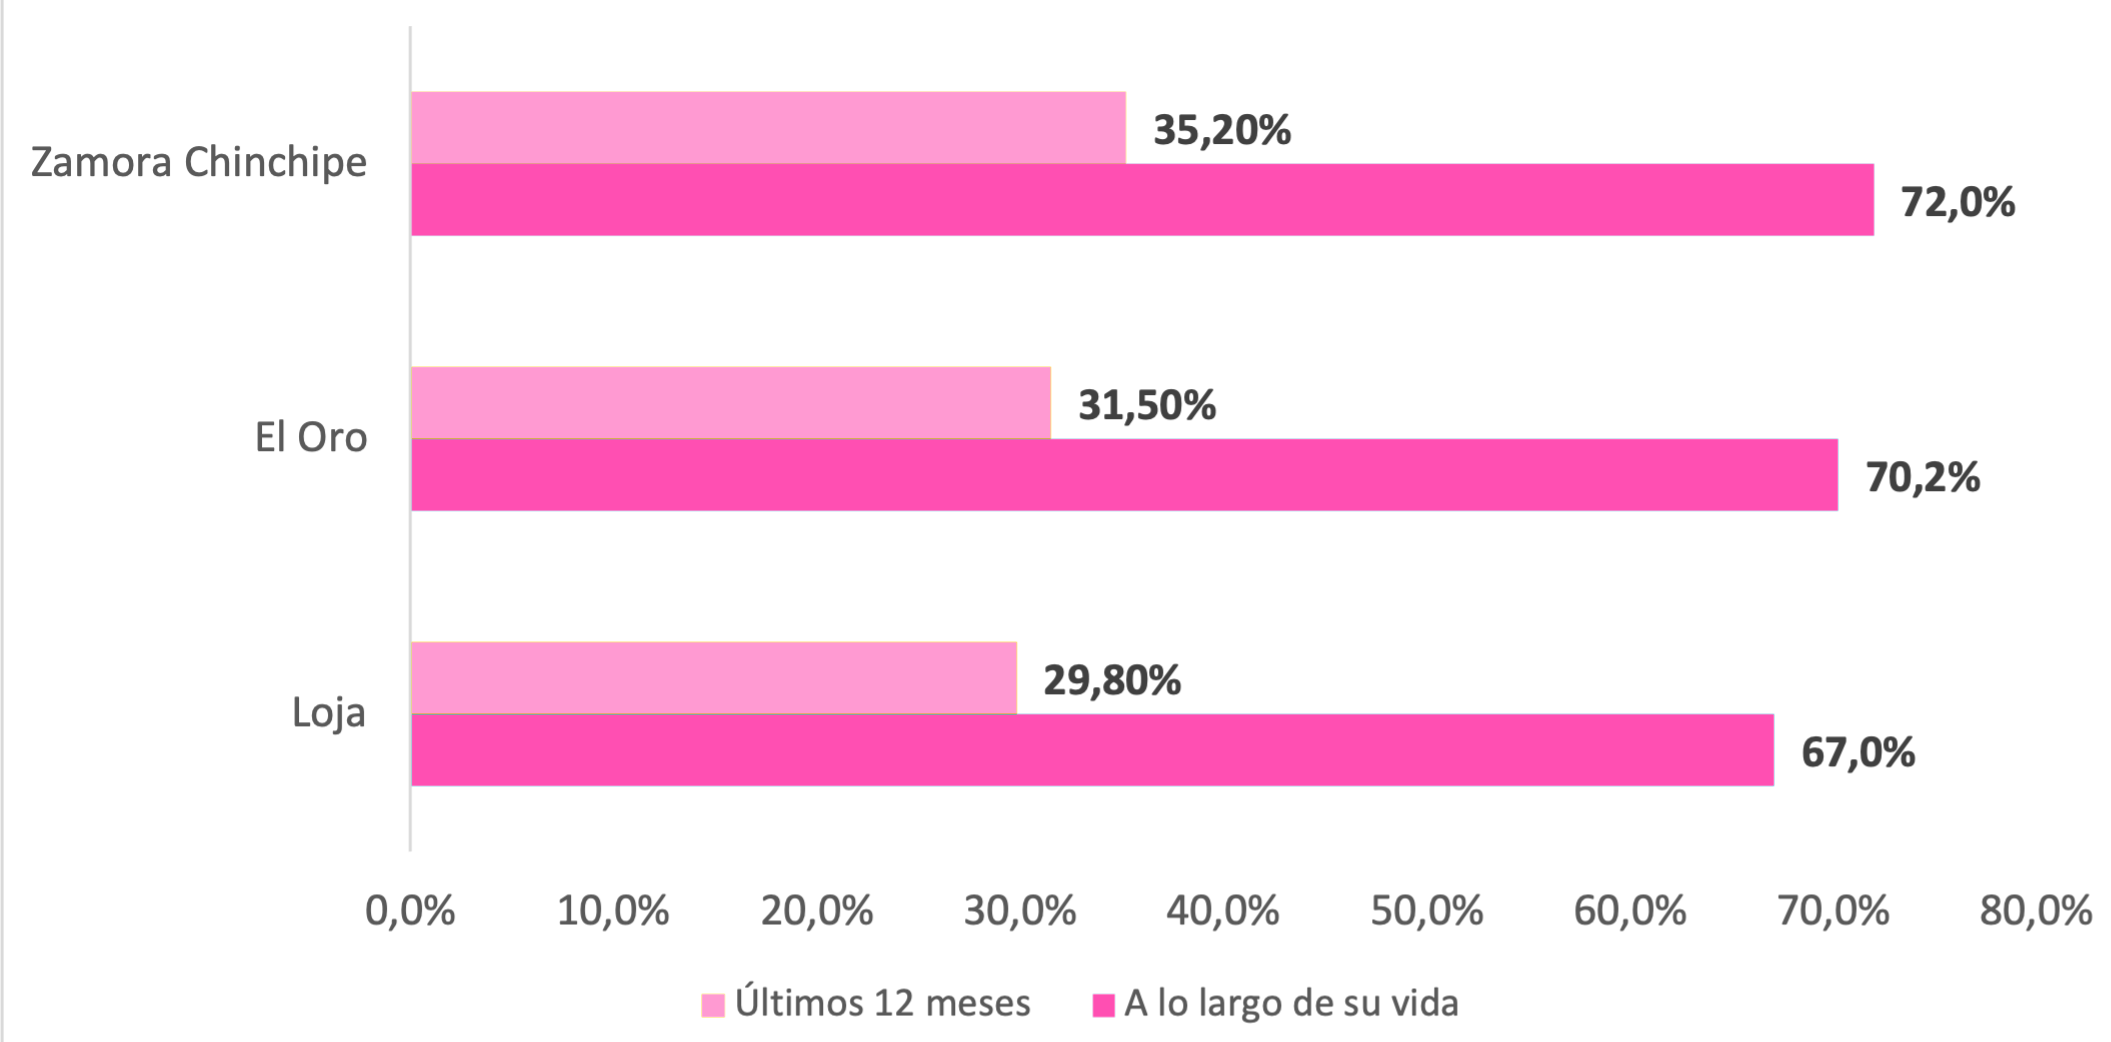 35,20%
Zamora Chinchipe
72,0%
31,50%
El Oro
70,2%
29,80%
Loja
67,0%
0,0% 10,0% 20,0% 30,0% 40,0% 50,0% 60,0% 70,0% 80,0%
Últimos 12 meses A lo largo de su vida